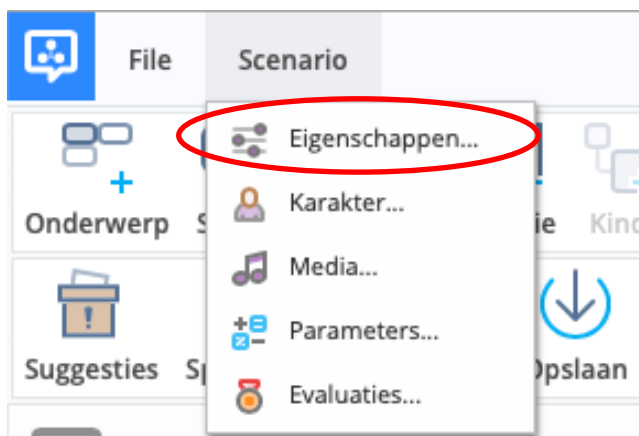 File Scenario
Eigenschappen...
Onderwerp
Karakter...
Media...
Parameters...
Suggesties
Opslaan
Evaluaties...